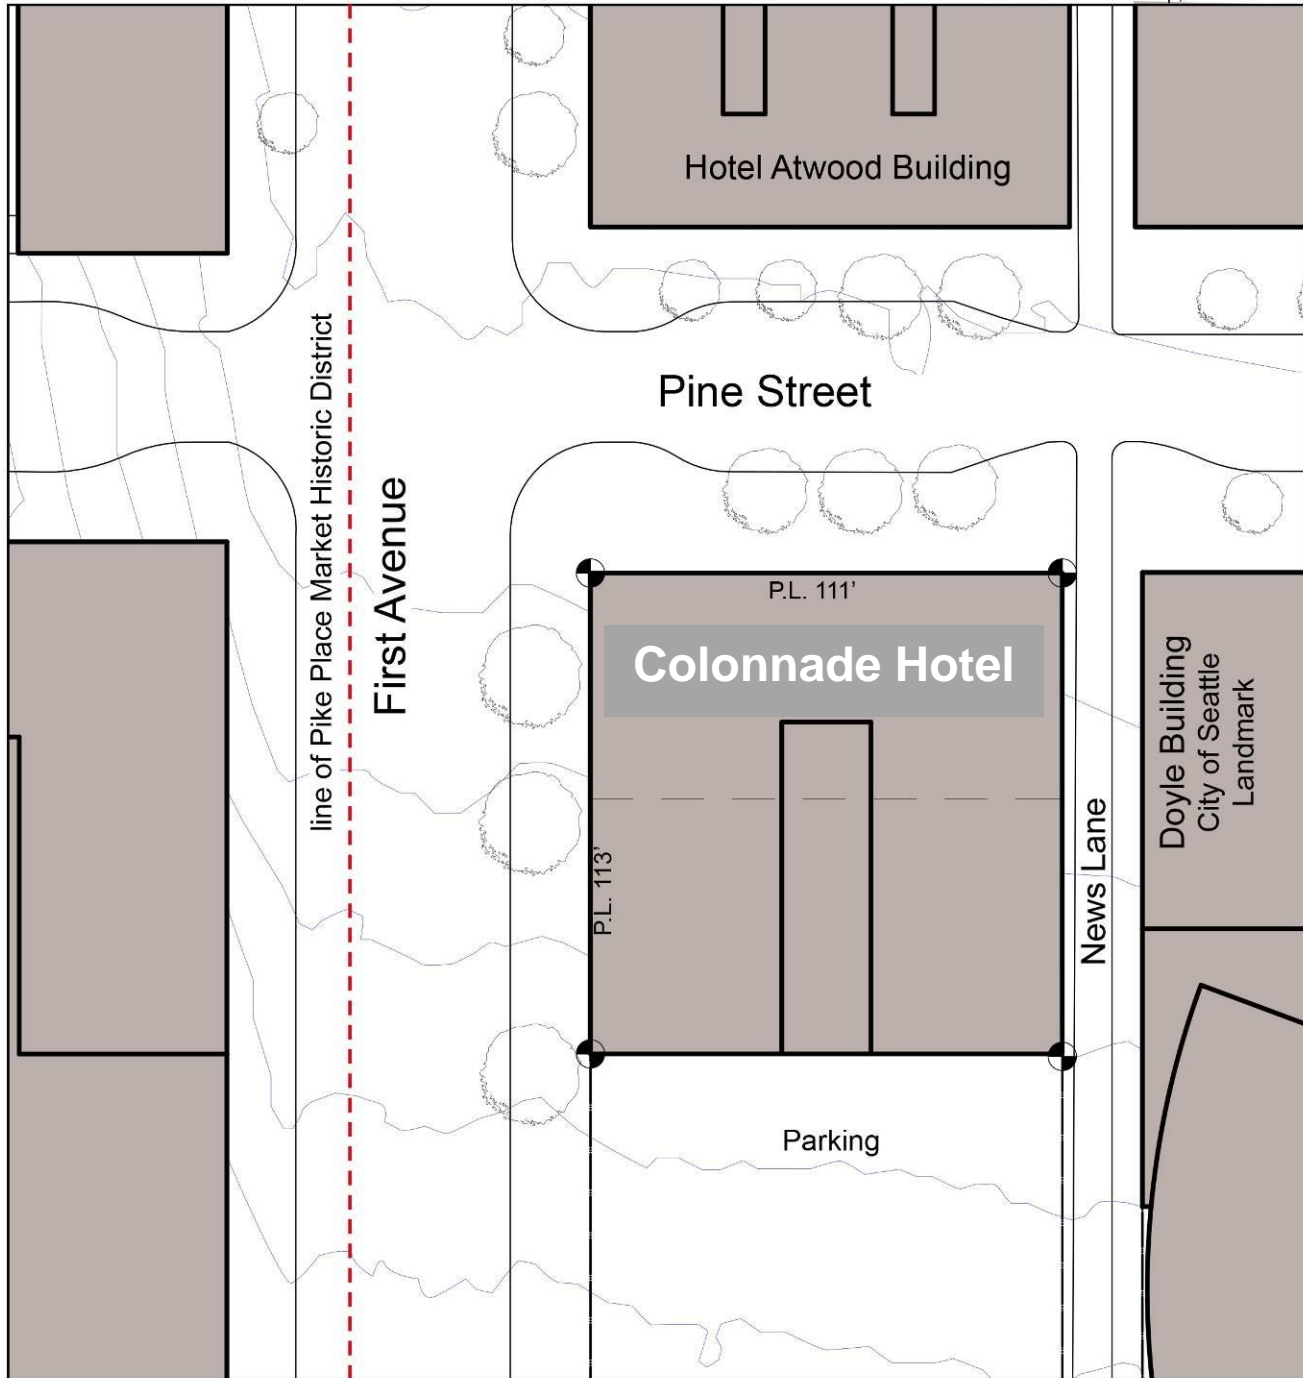 Hotel Atwood Building
Pine Street
line of Pike Place Market Historic District
First Avenue
P.L. 111’
Colonnade Hotel
P.L. 113’
News Lane
Doyle Building
City of Seattle
Landmark
Parking